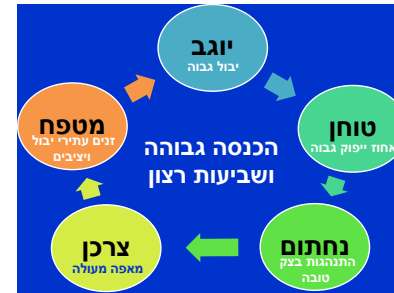 יוגב
יבול גבוה
טוחן
אחוז ייפוק גבוה
נחתום
התנהגות בצק
טובה
צרכן
מאפה מעולה
מטפח
זנים עתירי יבול
ויציבים
הכנסה גבוהה
ושביעות רצון